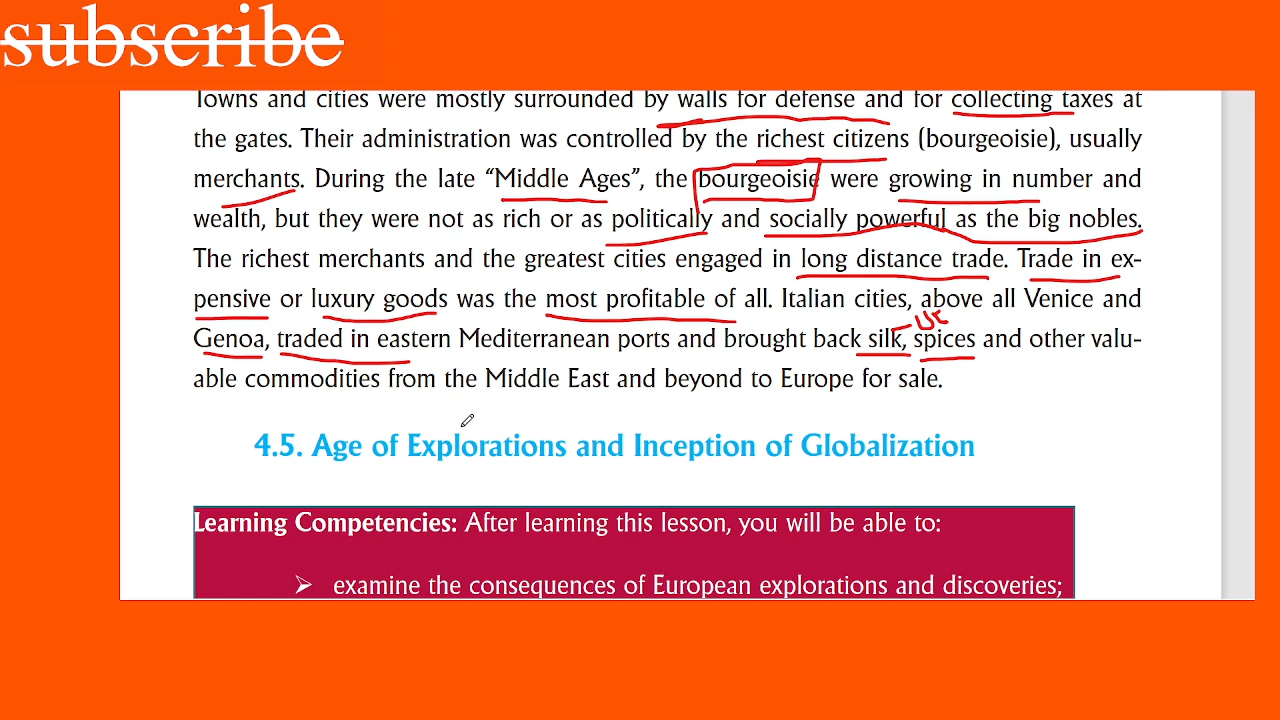 subscribe
Towns and cities were mostly surrounded by walls for defense and for collecting taxes at
the gates. Their administration was controlled by the richest citizens (bourgeoisie), usually
merchants. During the late “Middle Ages”, the bourgeoisie were growing in number and
wealth, but they were not as rich or as politically and socially powerful as the big nobles.
The richest merchants and the greatest cities engaged in long distance trade. Trade in ex-
pensive or luxury goods was the most profitable of all. Italian cities, above all Venice and
Genoa, traded in eastern Mediterranean ports and brought back silk, spices and other valu-
able commodities from the Middle East and beyond to Europe for sale.
4.5. Age of Explorations and Inception of Globalization
Learning Competencies: After learning this lesson, you will be able to:
➢ examine the consequences of European explorations and discoveries;